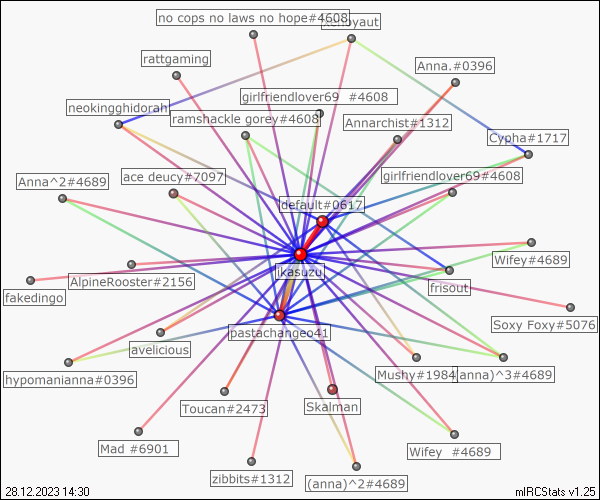 no cops no laws no hope#4608
xenoyaut
rattgaming
Anna.#0396
girlfriendlover69 #4608
neokingghidorah
ramshackle gorey#4608
Annarchist#1312
Cypha#1717
Anna^2#4689
ace deucy#7097
girlfriendlover69#4608
default#0617
Wifey#4689
ikasuzu
AlpineRooster#2156
frisout
fakedingo
Soxy Foxy#5076
pastachangeo41
avelicious
hypomanianna#0396
Mushy#1984
(anna)^3#4689
Toucan#2473
Skalman
Mad #6901
Wifey #4689
zibbits#1312
(anna)^2#4689
28.12.2023 14:30
mIRCStats v1.25